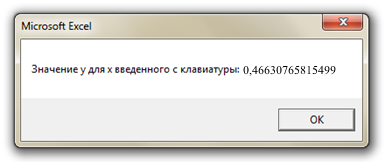 Microsoft Excel
Значение y для x введенного с клавиатуры: 0,46630765815499
OK